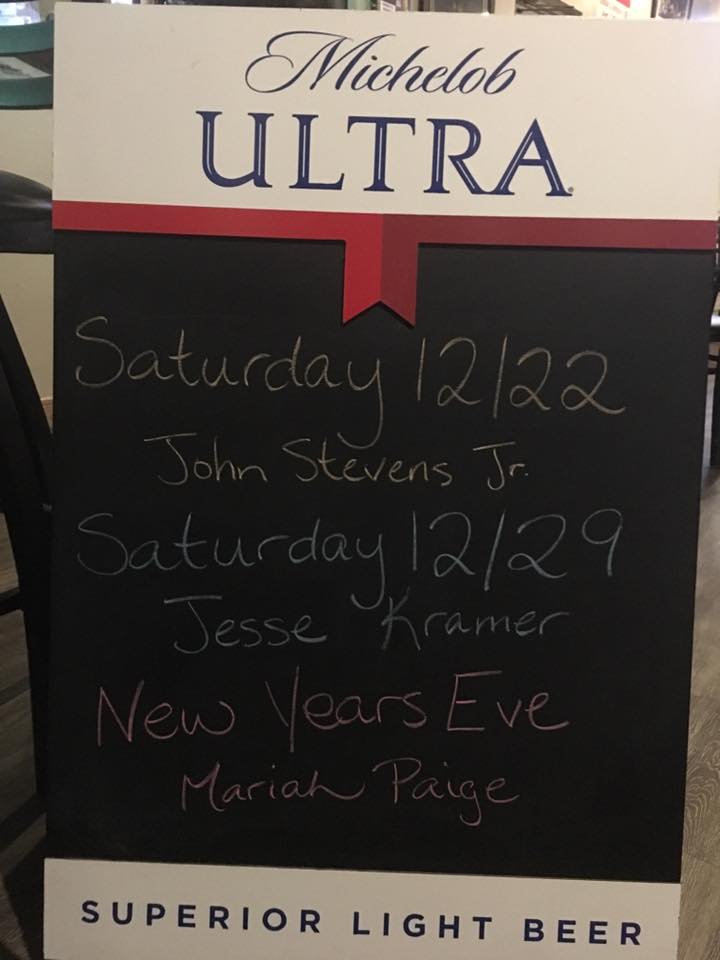 Michelob
ULTRA
Saturday 12/22
John Stevens Jr.
Saturday 12/29
Jesse Kramer
New Years Eve
Mariah Paige
SUPERIOR LIGHT BEER